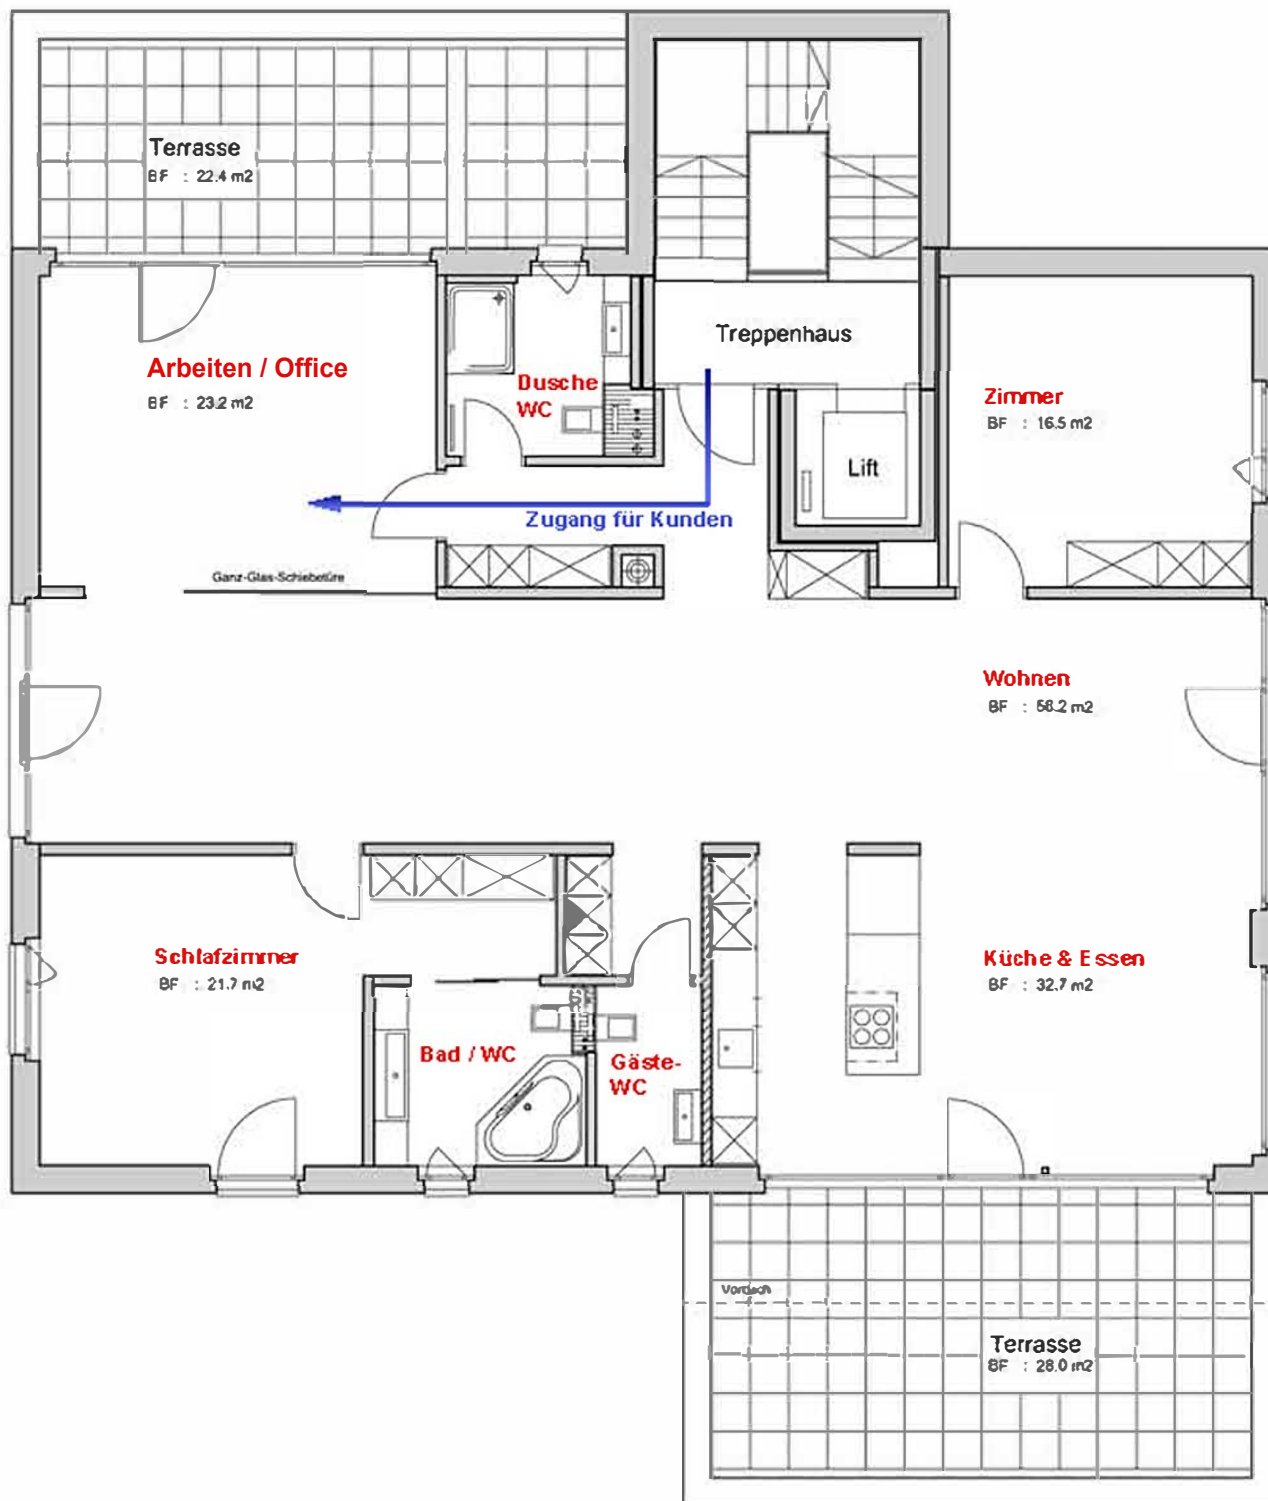 Terrasse
BF : 22.4 m2
Treppenhaus
Arbeiten / Office
BF : 23.2 m2
Dusche
WC
Zimmer
BF : 16.5 m2
Lift
Zugang für Kunden
Ganz-Glas-Schiebetüre
Wohnen
BF : 56.2 m2
Schlafzimmer
BF : 21.7 m2
Küche & Essen
BF : 32.7 m2
Bad / WC
Gäste-
WC
Vordach
Terrasse
BF : 28.0 m2